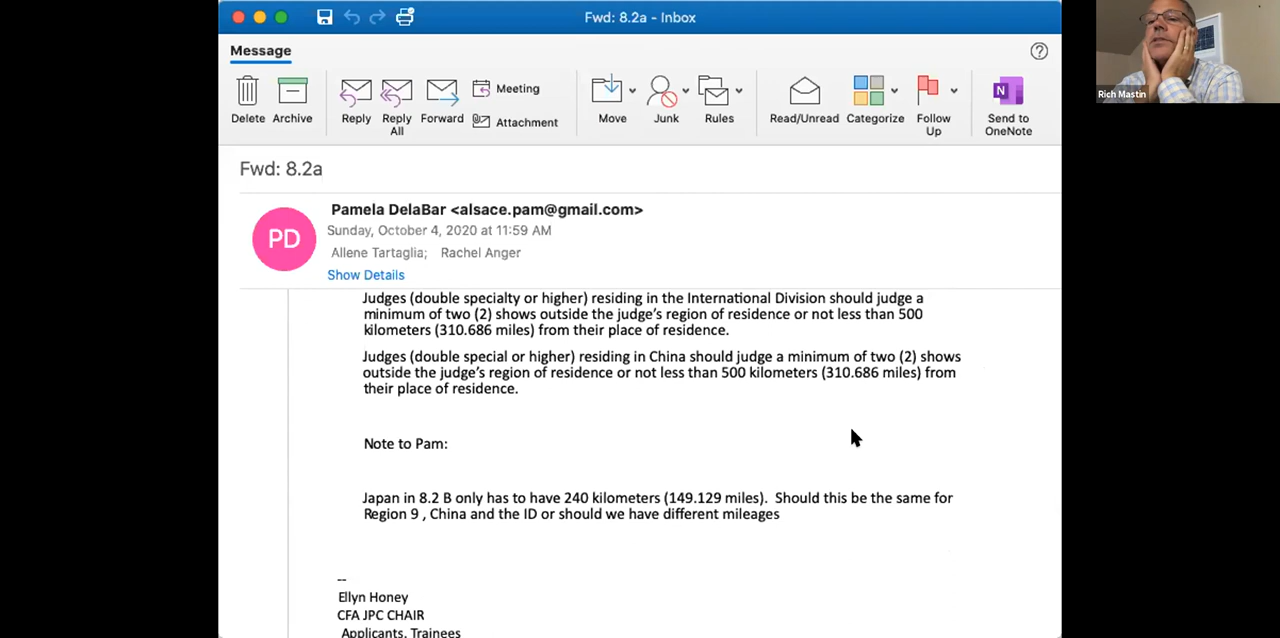 Fwd: 8.2a - Inbox
Message
Delete
Archive
Reply
Reply All
Forward
Meeting
Attachment
Move
Junk
Rules
Read/Unread
Categorize
Follow Up
N
Send to OneNote
Rich Mastin
Fwd: 8.2a
PD
Pamela DelaBar <alsace.pam@gmail.com>
Sunday, October 4, 2020 at 11:59 AM
Allene Tartaglia; Rachel Anger
Show Details
Judges (double specialty or higher) residing in the International Division should judge a
minimum of two (2) shows outside the judge's region of residence or not less than 500
kilometers (310.686 miles) from their place of residence.
Judges (double special or higher) residing in China should judge a minimum of two (2) shows
outside the judge's region of residence or not less than 500 kilometers (310.686 miles) from
their place of residence.
Note to Pam:
Japan in 8.2 B only has to have 240 kilometers (149.129 miles). Should this be the same for
Region 9 , China and the ID or should we have different mileages
--
Ellyn Honey
CFA JPC CHAIR
Applicants, Trainees